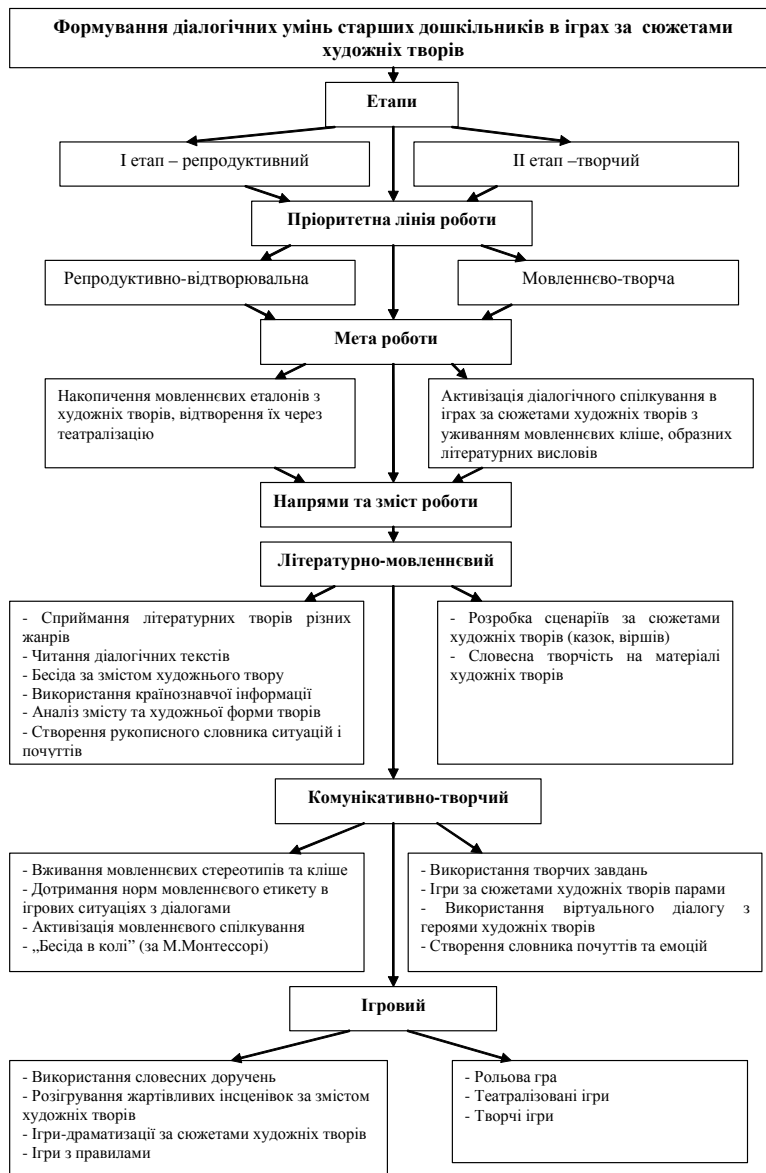 Формування діалогічних умінь старших дошкільників в іграх за сюжетами
художніх творів
Етапи
І етап – репродуктивний
ІІ етап –творчий
Пріоритетна лінія роботи
Репродуктивно-відтворювальна
Мовленнєво-творча
Мета роботи
Накопичення мовленнєвих еталонів з
художніх творів, відтворення їх через
театралізацію
Активізація діалогічного спілкування в
іграх за сюжетами художніх творів з
уживанням мовленнєвих кліше, образних
літературних висловів
Напрями та зміст роботи
Літературно-мовленнєвий
- Сприймання літературних творів різних
жанрів
- Читання діалогічних текстів
- Бесіда за змістом художнього твору
- Використання країнознавчої інформації
- Аналіз змісту та художньої форми творів
- Створення рукописного словника ситуацій і
почуттів
- Розробка сценаріїв за сюжетами
художніх творів (казок, віршів)
- Словесна творчість на матеріалі
художніх творів
Комунікативно-творчий
- Вживання мовленнєвих стереотипів та кліше
- Дотримання норм мовленнєвого етикету в
ігрових ситуаціях з діалогами
- Активізація мовленнєвого спілкування
- „Бесіда в колі” (за М.Монтессорі)
- Використання творчих завдань
- Ігри за сюжетами художніх творів парами
- Використання віртуального діалогу з
героями художніх творів
- Створення словника почуттів та емоцій
Ігровий
- Використання словесних доручень
- Розігрування жартівливих інсценівок за змістом
художніх творів
- Ігри-драматизації за сюжетами художніх творів
- Ігри з правилами
- Рольова гра
- Театралізовані ігри
- Творчі ігри